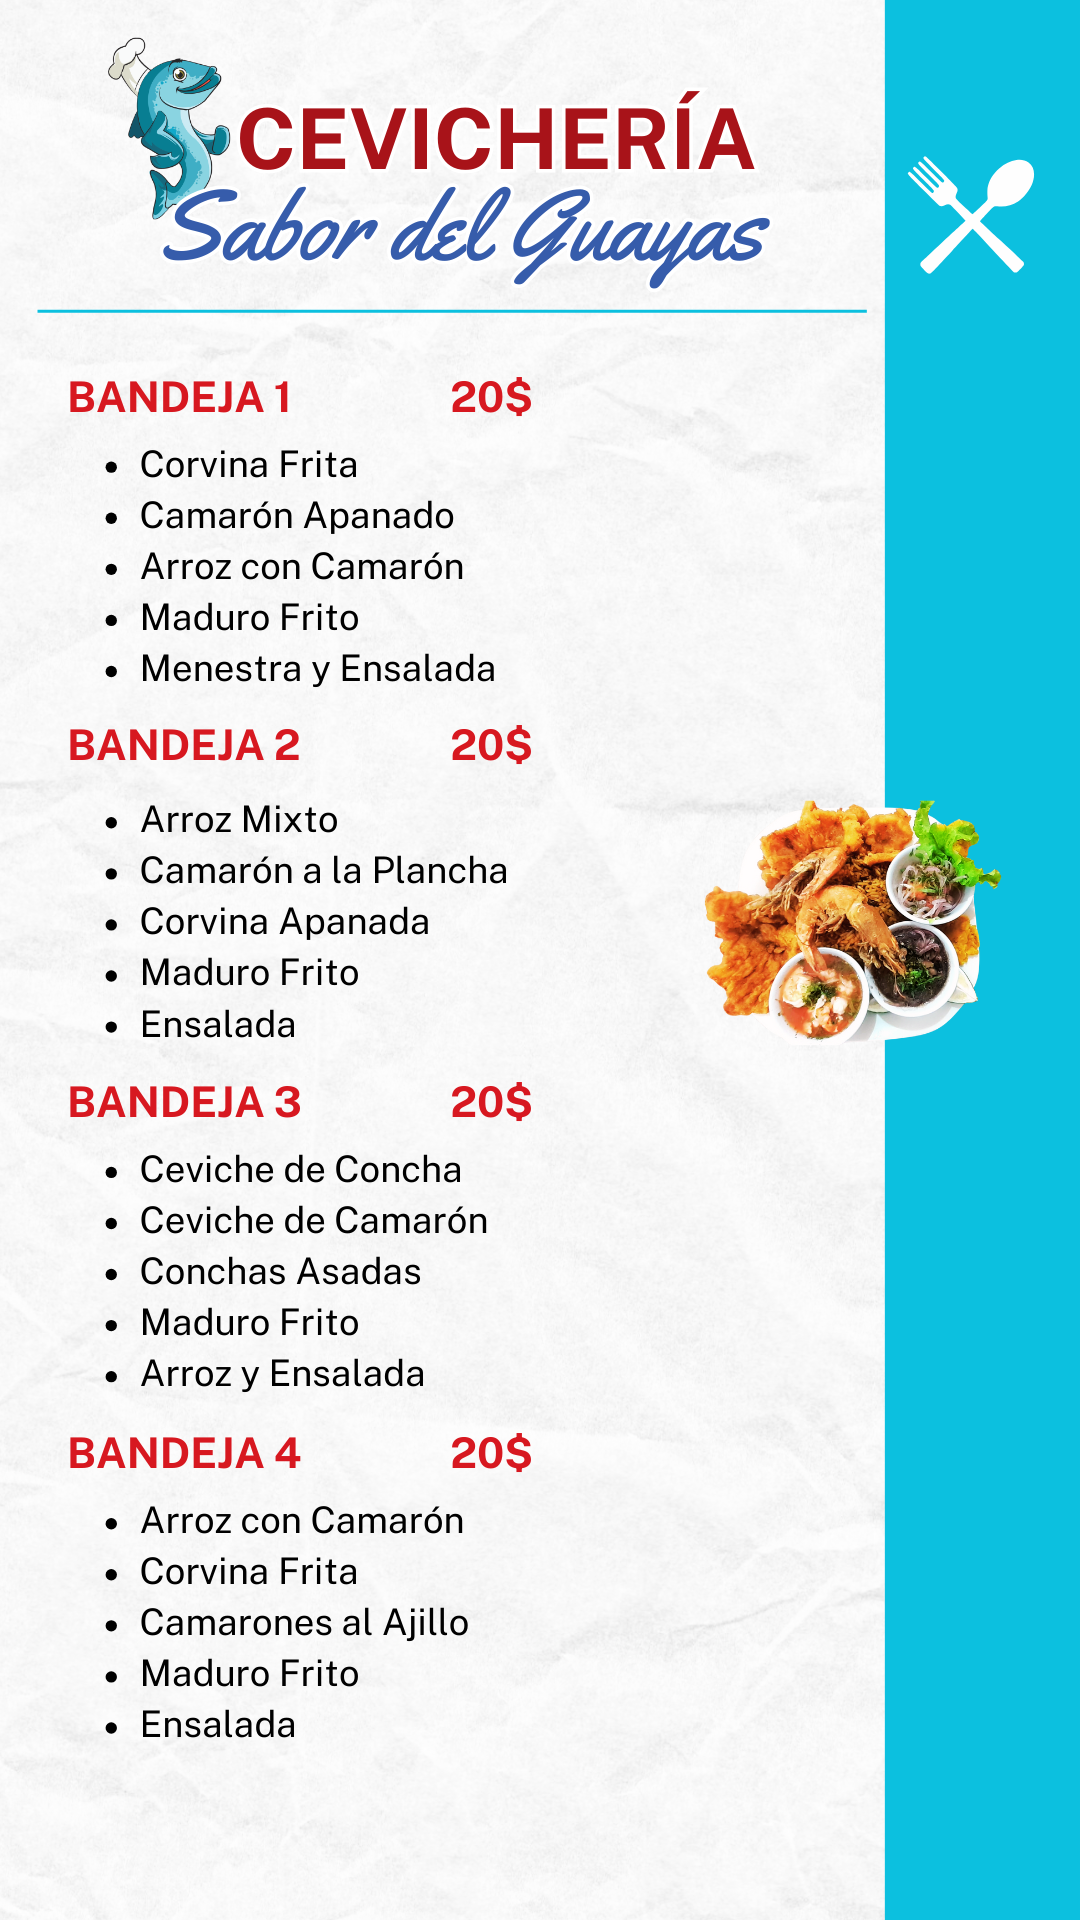 CEVICHERÍA
Sabor del Guayas
BANDEJA 1 20$
• Corvina Frita
• Camarón Apanado
• Arroz con Camarón
• Maduro Frito
• Menestra y Ensalada
BANDEJA 2 20$
• Arroz Mixto
• Camarón a la Plancha
• Corvina Apanada
• Maduro Frito
• Ensalada
BANDEJA 3 20$
• Ceviche de Concha
• Ceviche de Camarón
• Conchas Asadas
• Maduro Frito
• Arroz y Ensalada
BANDEJA 4 20$
• Arroz con Camarón
• Corvina Frita
• Camarones al Ajillo
• Maduro Frito
• Ensalada